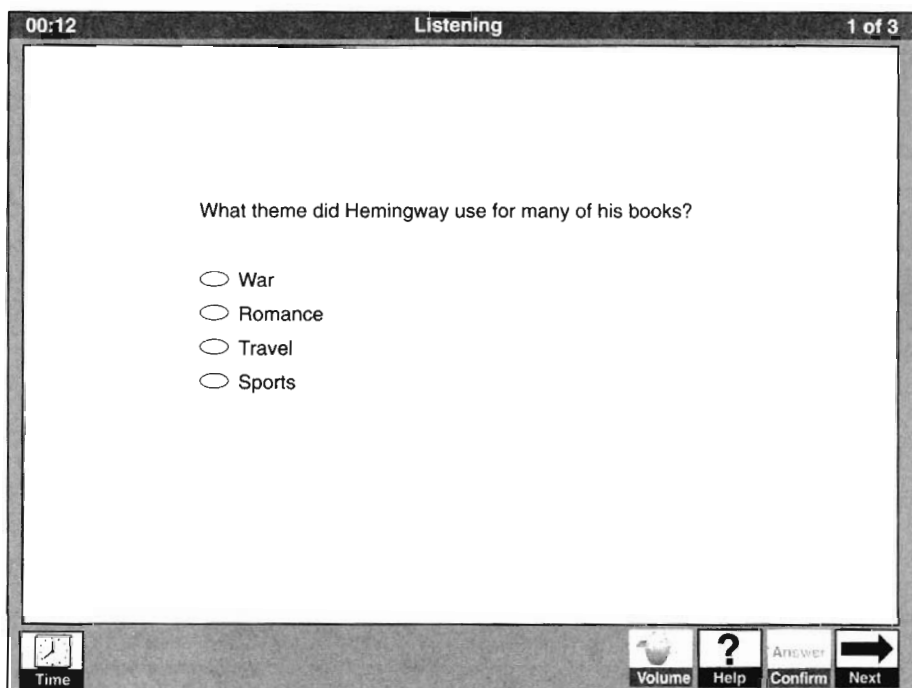 00:12 Listening 1 of 3
What theme did Hemingway use for many of his books?
War
Romance
Travel
Sports
Time
Volume
?
Help
Answer
Confirm
Next